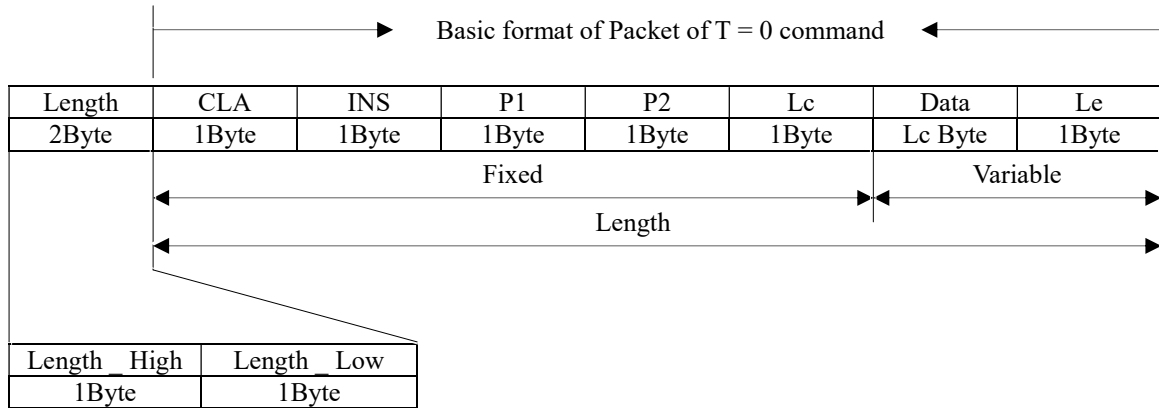 Basic format of Packet of T = 0 command
Length CLA INS P1 P2 Lc Data Le
2Byte 1Byte 1Byte 1Byte 1Byte 1Byte Lc Byte 1Byte
Fixed Variable
Length
Length _ High Length _ Low
1Byte 1Byte